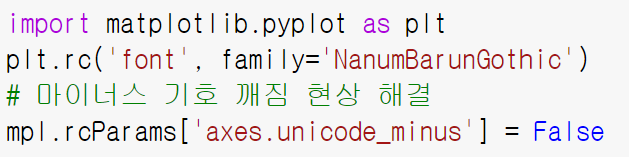 import matplotlib.pyplot as plt
plt.rc('font', family='NanumBarunGothic')
# 마이너스 기호 깨짐 현상 해결
mpl.rcParams['axes.unicode_minus'] = False